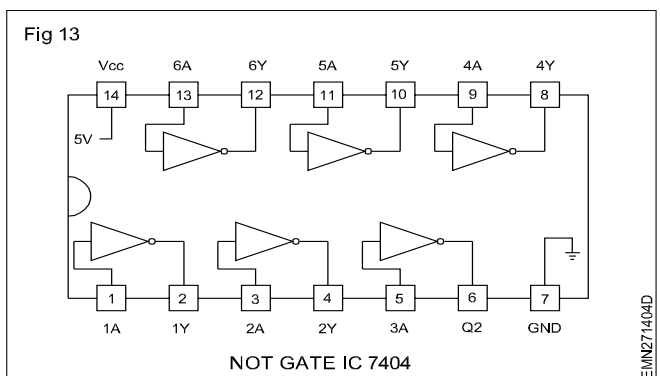 Fig 13
Vcc 6A 6Y 5A 5Y 4A 4Y
14 13 12 11 10 9 8
5V
1 2 3 4 5 6 7
1A 1Y 2A 2Y 3A Q2 GND
NOT GATE IC 7404
EMN271404D